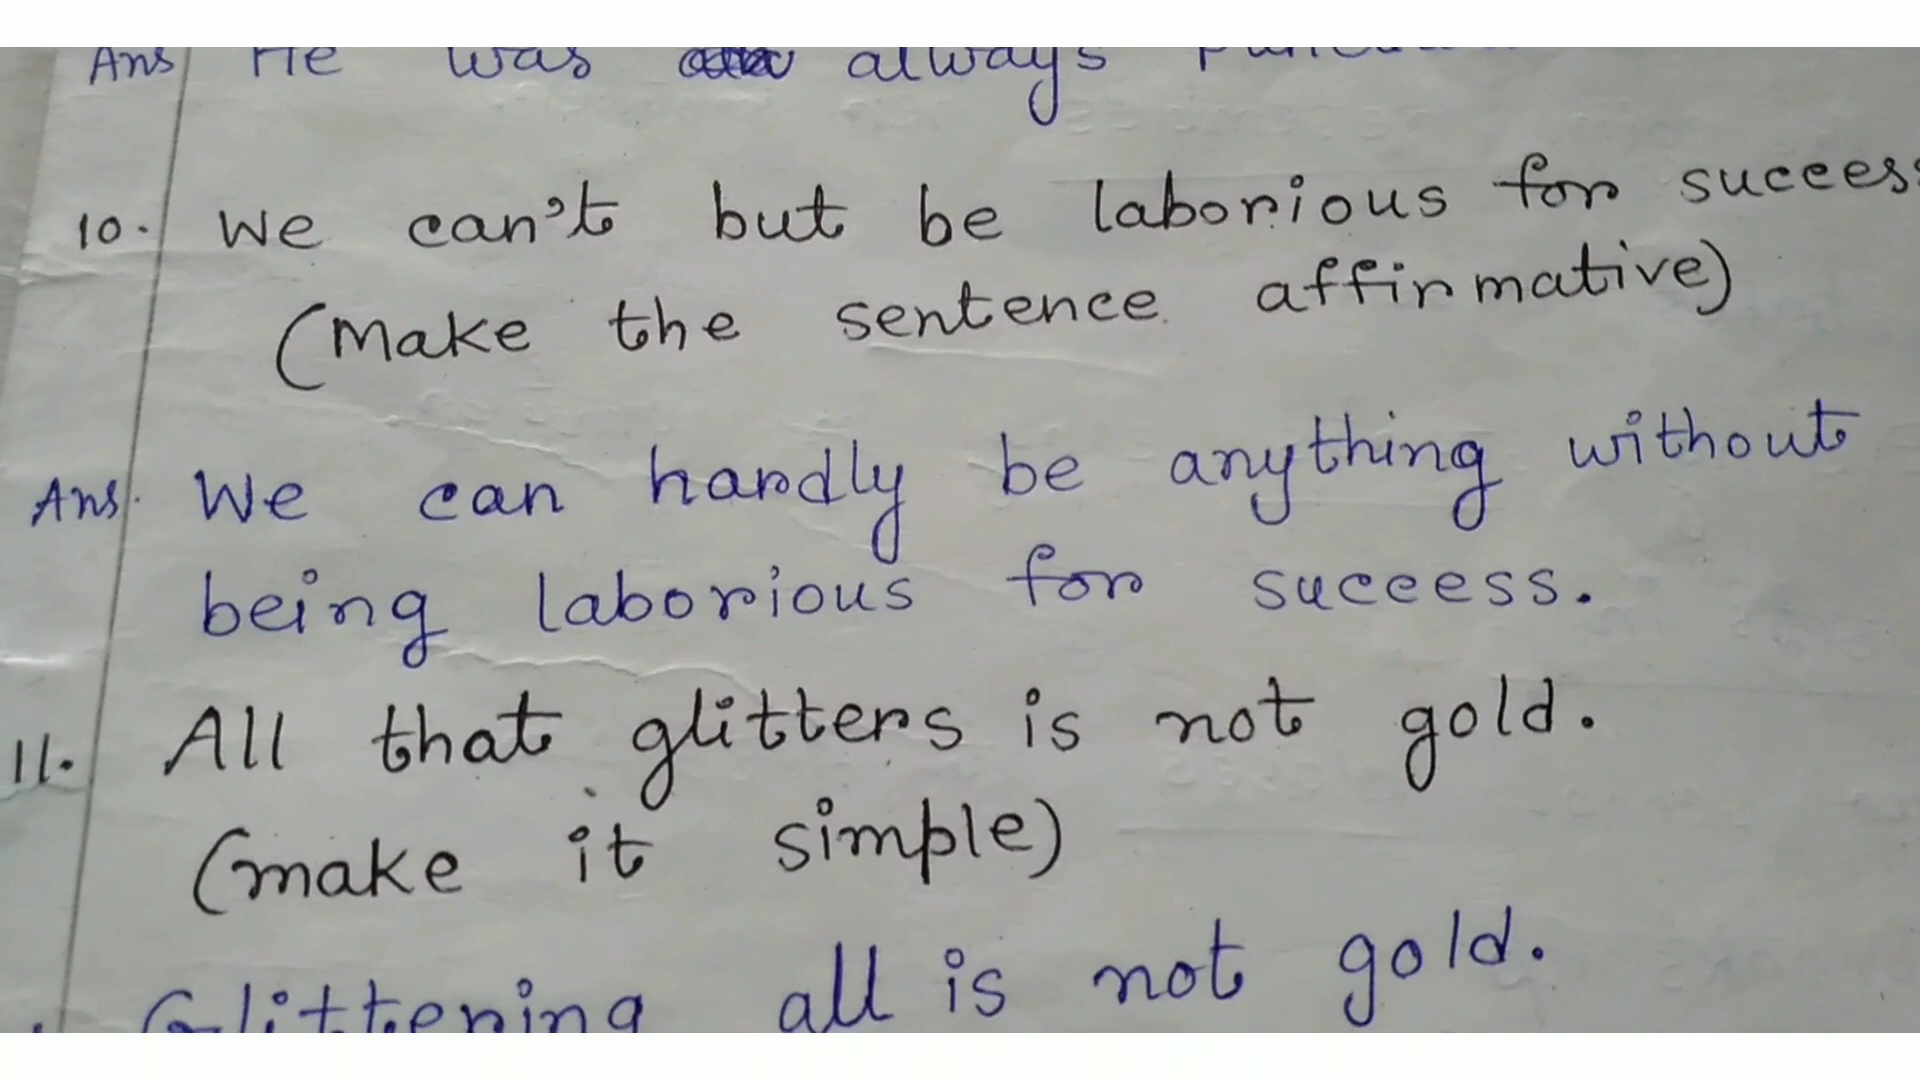 Ans He was always
10. We can't but be laborious for success
(Make the sentence affirmative)
Ans. We can hardly be anything without
being laborious for success.
11. All that glitters is not gold.
(make it simple)
Glittering all is not gold.